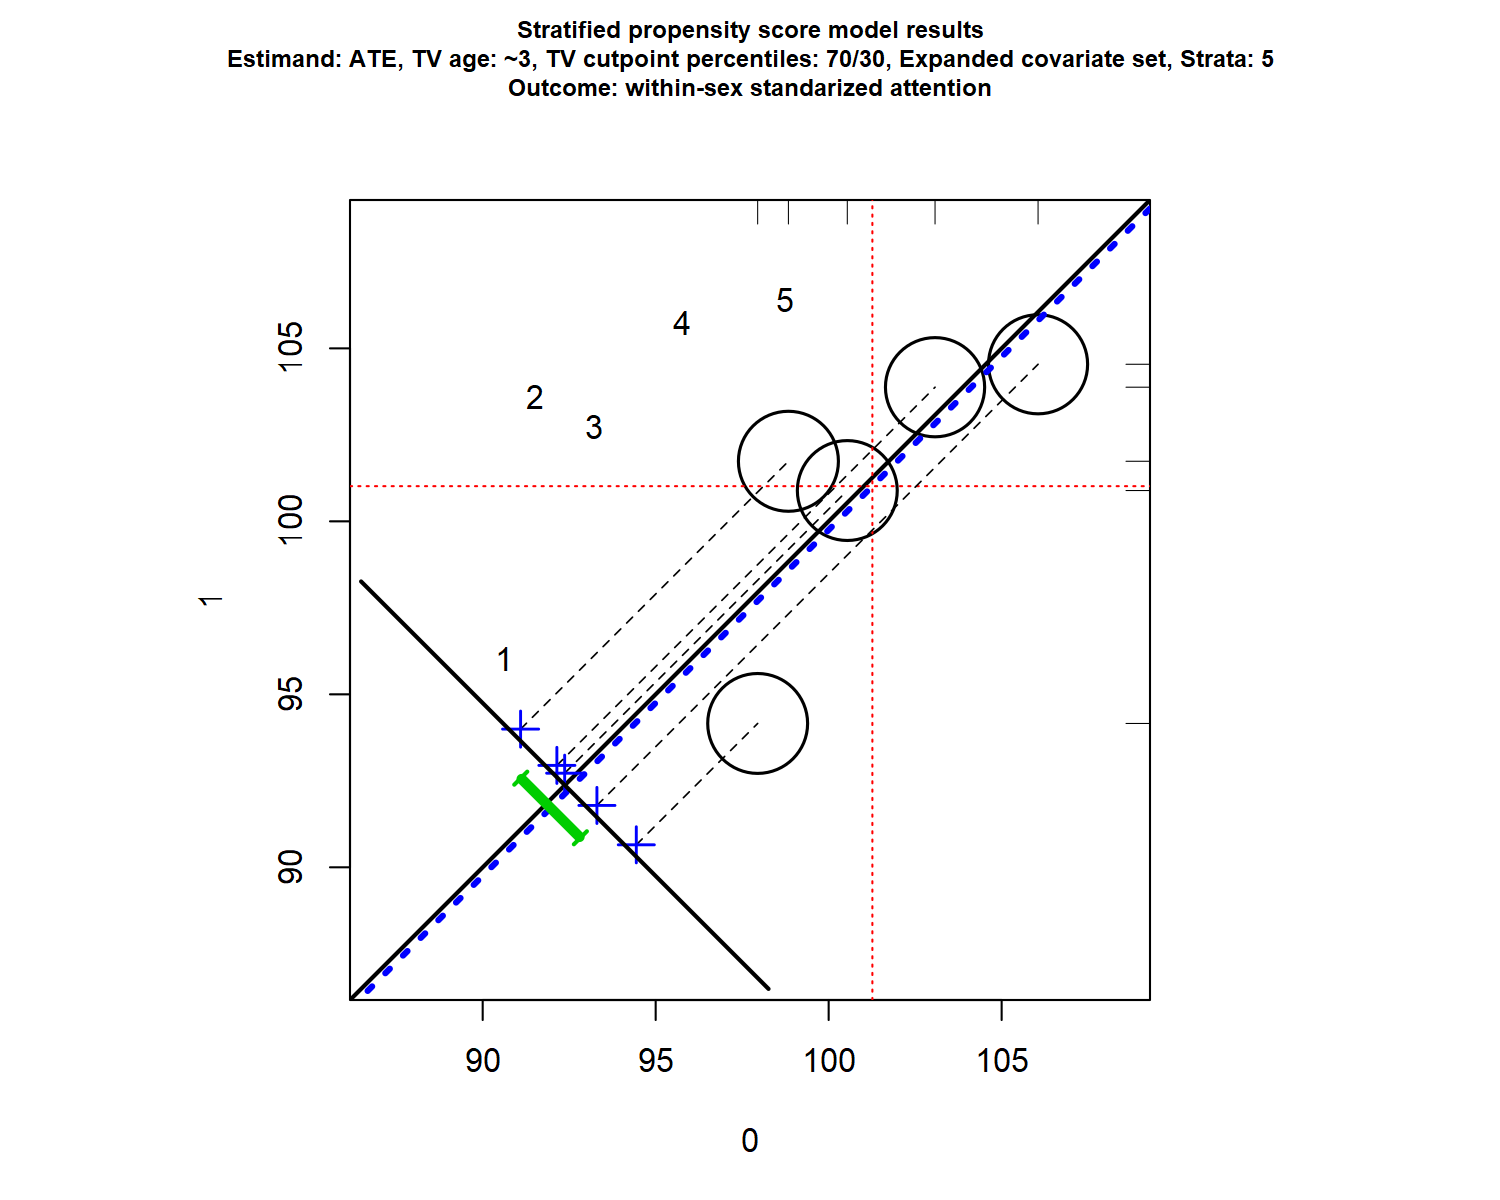 Stratified propensity score model results
Estimand: ATE, TV age: ~3, TV cutpoint percentiles: 70/30, Expanded covariate set, Strata: 5
Outcome: within-sex standarized attention
5
4
2
3
1
105
100
95
90
1
90 95 100 105
0